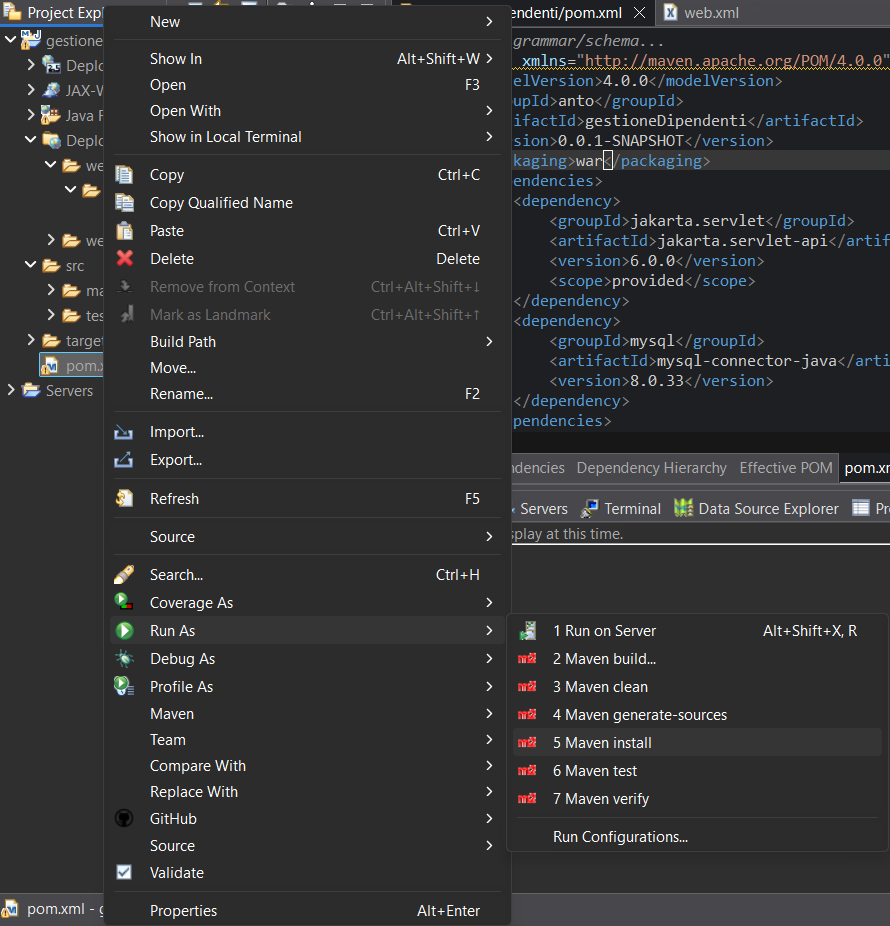 Project Exp
gestione
Deplo
JAX-W
Java R
Deplo
we
we
src
ma
tes
target
pom.x
Servers
New
Show In Alt+Shift+W
Open F3
Open With
Show in Local Terminal
Copy Ctrl+C
Copy Qualified Name
Paste Ctrl+V
Delete Delete
Remove from Context Ctrl+Alt+Shift+↓
Mark as Landmark Ctrl+Alt+Shift+↑
Build Path
Move...
Rename... F2
Import...
Export...
Refresh F5
Source
Search... Ctrl+H
Coverage As
Run As
Debug As
Profile As
Maven
Team
Compare With
Replace With
GitHub
Source
Validate
Properties Alt+Enter
endenti/pom.xml
web.xml
grammar/schema...
xmlns="http://maven.apache.org/POM/4.0.0"
elVersion>4.0.0</modelVersion>
upId>anto</groupId>
ifactId>gestioneDipendenti</artifactId>
sion>0.0.1-SNAPSHOT</version>
kaging>war</packaging>
endencies>
<dependency>
<groupId>jakarta.servlet</groupId>
<artifactId>jakarta.servlet-api</artif
<version>6.0.0</version>
<scope>provided</scope>
</dependency>
<dependency>
<groupId>mysql</groupId>
<artifactId>mysql-connector-java</arti
<version>8.0.33</version>
</dependency>
pendencies>
ndencies Dependency Hierarchy Effective POM pom.xm
Servers Terminal Data Source Explorer Pr
splay at this time.
1 Run on Server Alt+Shift+X, R
2 Maven build...
3 Maven clean
4 Maven generate-sources
5 Maven install
6 Maven test
7 Maven verify
Run Configurations...
pom.xml - g